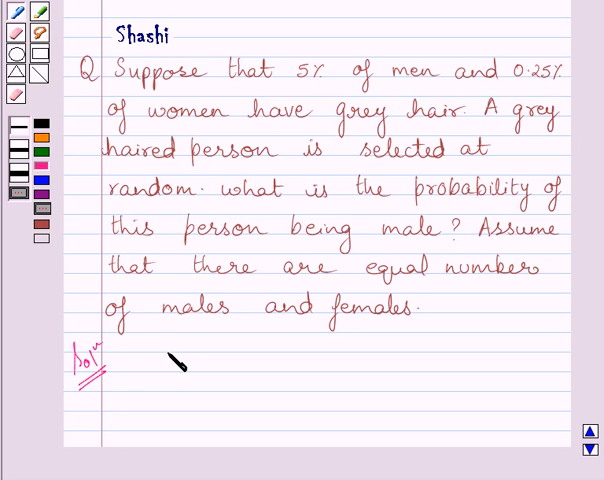 Shashi
Q Suppose that 5% of men and 0.25%
of women have grey hair. A grey
haired person is selected at
random. what is the probability of
this person being male? Assume
that there are equal number
of males and females.
Solⁿ